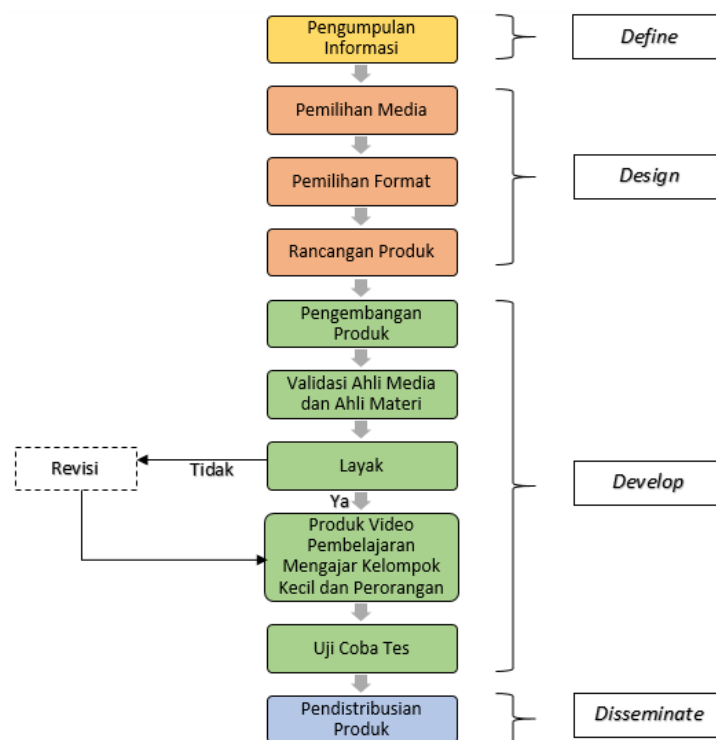 Pengumpulan
Informasi
Define
Pemilihan Media
Pemilihan Format
Design
Rancangan Produk
Pengembangan
Produk
Validasi Ahli Media
dan Ahli Materi
Revisi
Tidak
Layak
Develop
Ya
Produk Video
Pembelajaran
Mengajar Kelompok
Kecil dan Perorangan
Uji Coba Tes
Pendistribusian
Produk
Disseminate